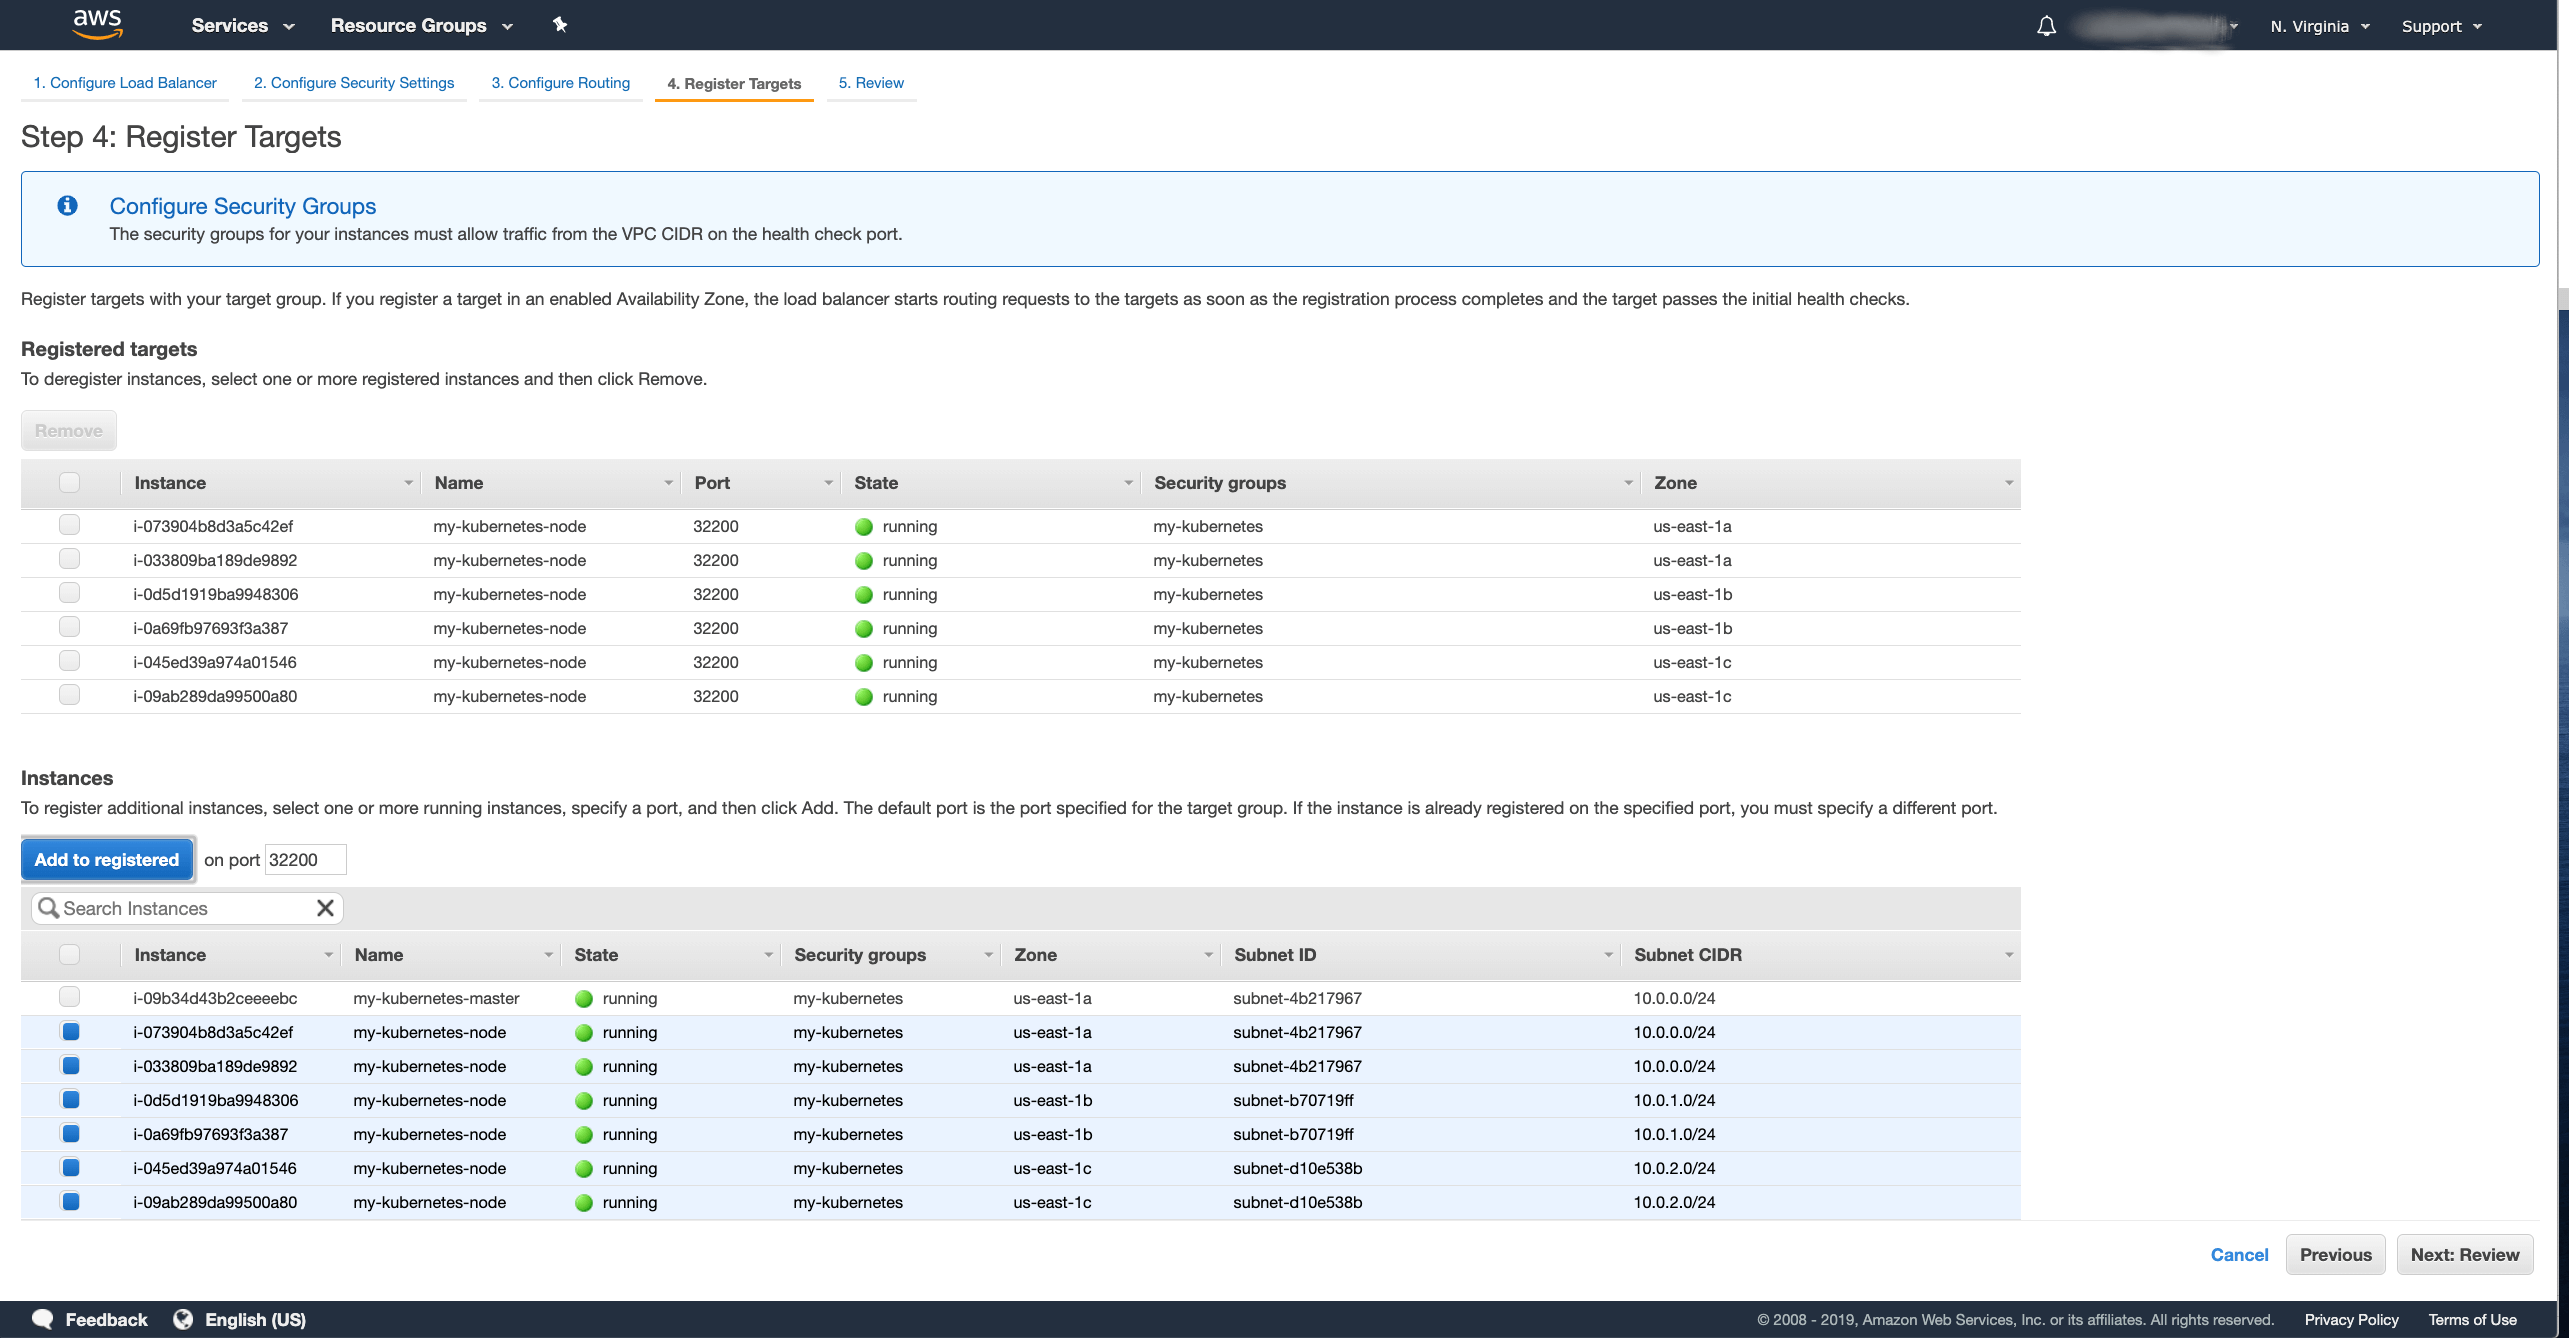 aws Services Resource Groups N. Virginia Support
1. Configure Load Balancer 2. Configure Security Settings 3. Configure Routing 4. Register Targets 5. Review
Step 4: Register Targets
Configure Security Groups
The security groups for your instances must allow traffic from the VPC CIDR on the health check port.
Register targets with your target group. If you register a target in an enabled Availability Zone, the load balancer starts routing requests to the targets as soon as the registration process completes and the target passes the initial health checks.
Registered targets
To deregister instances, select one or more registered instances and then click Remove.
Remove
Instance Name Port State Security groups Zone
i-073904b8d3a5c42ef my-kubernetes-node 32200 running my-kubernetes us-east-1a
i-033809ba189de9892 my-kubernetes-node 32200 running my-kubernetes us-east-1a
i-0d5d1919ba9948306 my-kubernetes-node 32200 running my-kubernetes us-east-1b
i-0a69fb97693f3a387 my-kubernetes-node 32200 running my-kubernetes us-east-1b
i-045ed39a974a01546 my-kubernetes-node 32200 running my-kubernetes us-east-1c
i-09ab289da99500a80 my-kubernetes-node 32200 running my-kubernetes us-east-1c
Instances
To register additional instances, select one or more running instances, specify a port, and then click Add. The default port is the port specified for the target group. If the instance is already registered on the specified port, you must specify a different port.
Add to registered on port 32200
Search Instances
Instance Name State Security groups Zone Subnet ID Subnet CIDR
i-09b34d43b2ceeeebc my-kubernetes-master running my-kubernetes us-east-1a subnet-4b217967 10.0.0.0/24
i-073904b8d3a5c42ef my-kubernetes-node running my-kubernetes us-east-1a subnet-4b217967 10.0.0.0/24
i-033809ba189de9892 my-kubernetes-node running my-kubernetes us-east-1a subnet-4b217967 10.0.0.0/24
i-0d5d1919ba9948306 my-kubernetes-node running my-kubernetes us-east-1b subnet-b70719ff 10.0.1.0/24
i-0a69fb97693f3a387 my-kubernetes-node running my-kubernetes us-east-1b subnet-b70719ff 10.0.1.0/24
i-045ed39a974a01546 my-kubernetes-node running my-kubernetes us-east-1c subnet-d10e538b 10.0.2.0/24
i-09ab289da99500a80 my-kubernetes-node running my-kubernetes us-east-1c subnet-d10e538b 10.0.2.0/24
Cancel Previous Next: Review
Feedback English (US) © 2008 - 2019, Amazon Web Services, Inc. or its affiliates. All rights reserved. Privacy Policy Terms of Use